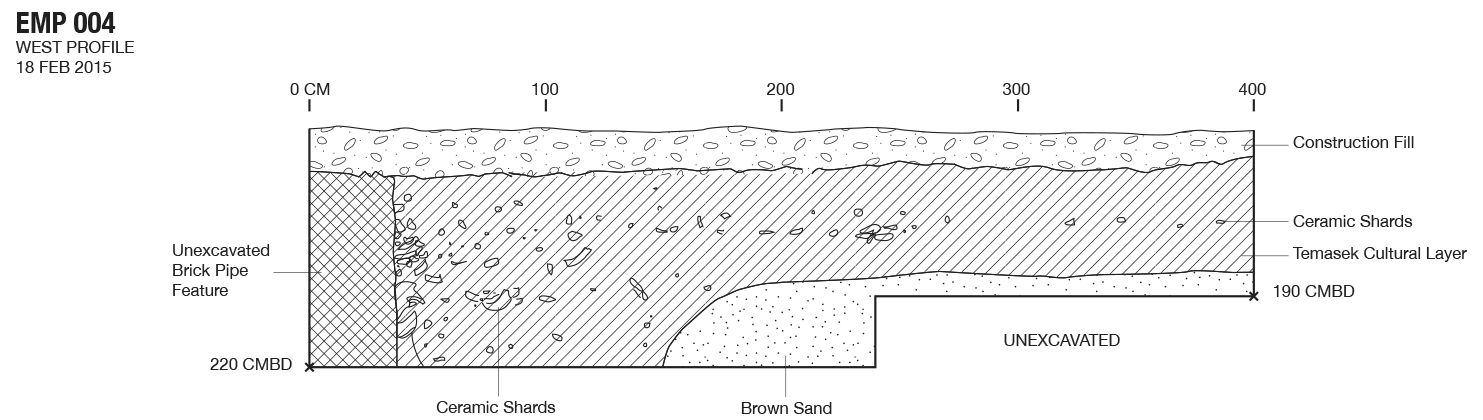 EMP 004
WEST PROFILE
18 FEB 2015
0 CM
100
200
300
400
Construction Fill
Ceramic Shards
Temasek Cultural Layer
190 CMBD
UNEXCAVATED
Unexcavated
Brick Pipe
Feature
220 CMBD
Ceramic Shards
Brown Sand